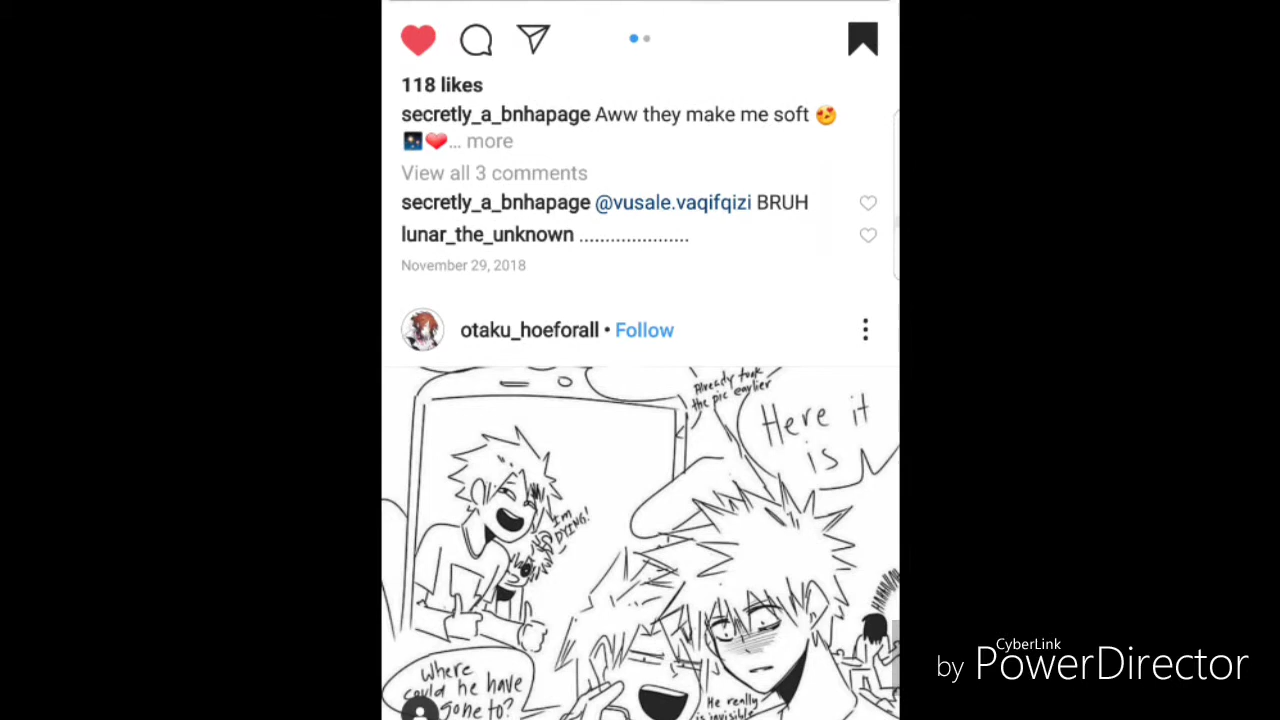 118 likes
secretly_a_bnhapage Aww they make me soft 😍
🌃❤️... more
View all 3 comments
secretly_a_bnhapage @vusale.vaqifqizi BRUH
lunar_the_unknown .....................
November 29, 2018
otaku_hoeforall • Follow
Already took
the pic earlier
Here it
is
I'm
DYING!
Where
could he have
gone to?
He really
is invisible
CyberLink
by PowerDirector